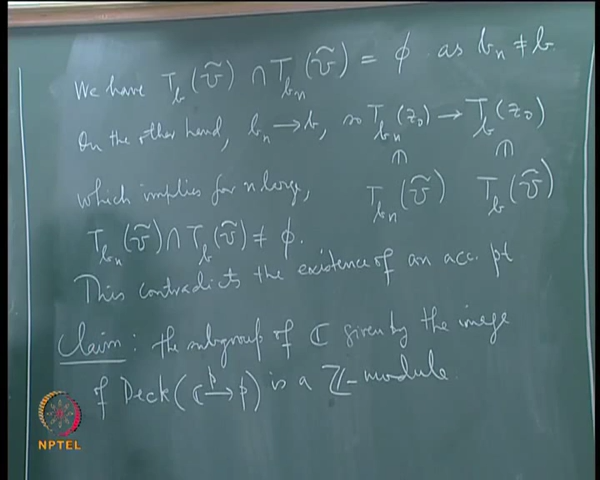 We have T_b(Ṽ) ∩ T_{b_n}(Ṽ) = ϕ as b_n ≠ b.
On the other hand, b_n → b, so T_{b_n}(z_0) → T_b(z_0)
∩ ∩
which implies for n large, T_{b_n}(Ṽ) T_b(Ṽ)
T_{b_n}(Ṽ) ∩ T_b(Ṽ) ≠ ϕ.
This contradicts the existence of an acc. pt
Claim: the subgroup of ℂ given by the image
of Deck(ℂ →^p p) is a ℤ-module.
NPTEL